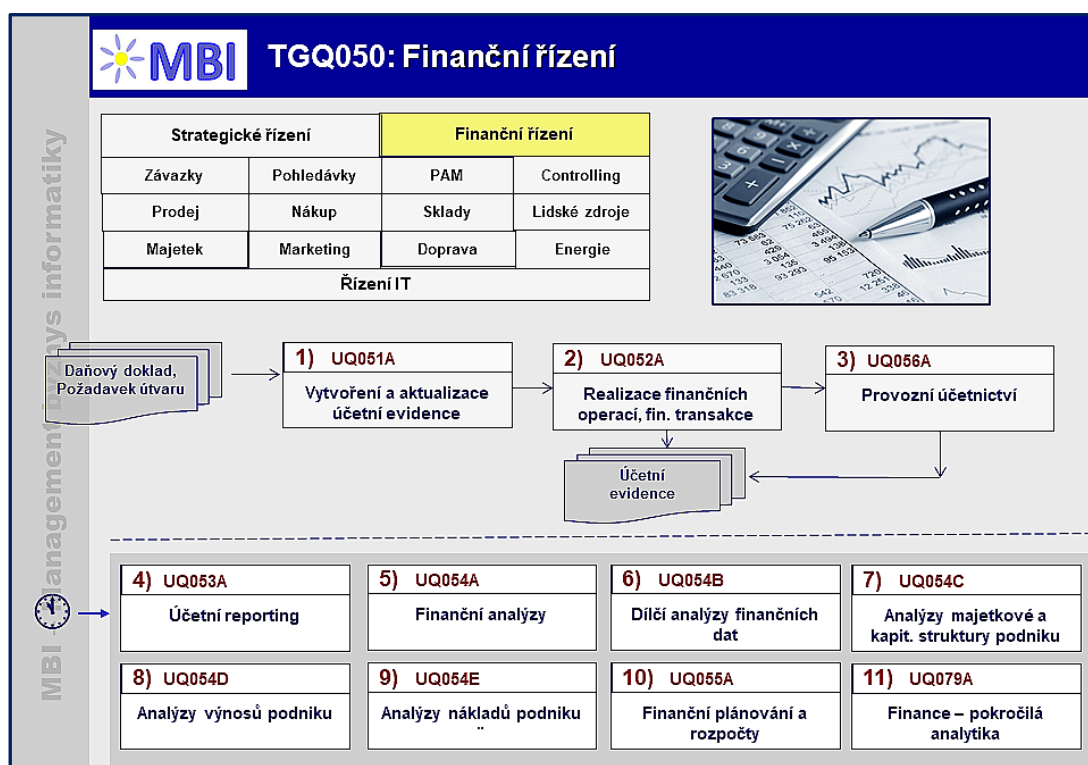 MBI
TGQ050: Finanční řízení
Strategické řízení
Finanční řízení
Závazky
Pohledávky
PAM
Controlling
Prodej
Nákup
Sklady
Lidské zdroje
Majetek
Marketing
Doprava
Energie
Řízení IT
Daňový doklad,
Požadavek útvaru
1) UQ051A
Vytvoření a aktualizace
účetní evidence
2) UQ052A
Realizace finančních
operací, fin. transakce
3) UQ056A
Provozní účetnictví
Účetní
evidence
4) UQ053A
Účetní reporting
5) UQ054A
Finanční analýzy
6) UQ054B
Dílčí analýzy finančních
dat
7) UQ054C
Analýzy majetkové a
kapit. struktury podniku
8) UQ054D
Analýzy výnosů podniku
9) UQ054E
Analýzy nákladů podniku
10) UQ055A
Finanční plánování a
rozpočty
11) UQ079A
Finance – pokročilá
analytika